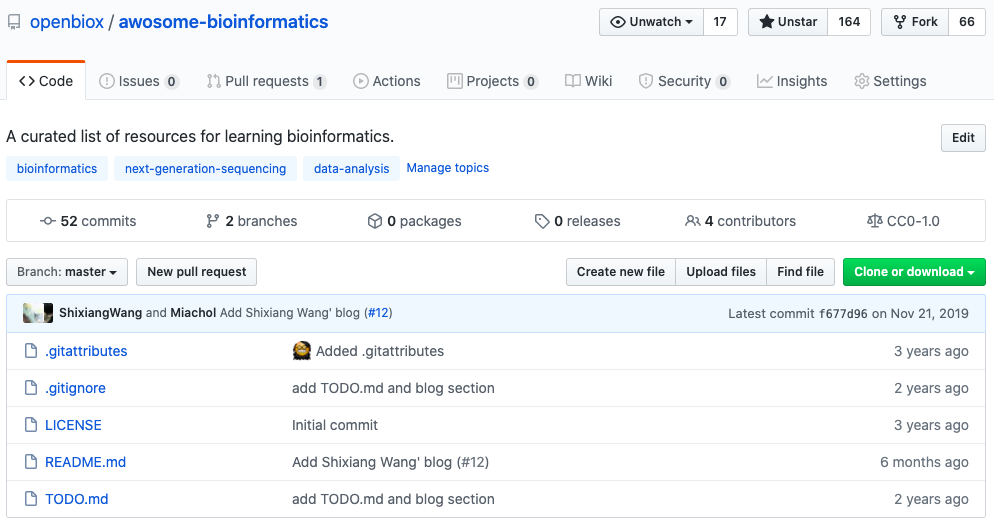 openbiox / awosome-bioinformatics Unwatch 17 Unstar 164 Fork 66
Code Issues 0 Pull requests 1 Actions Projects 0 Wiki Security 0 Insights Settings
A curated list of resources for learning bioinformatics. Edit
bioinformatics next-generation-sequencing data-analysis Manage topics
52 commits 2 branches 0 packages 0 releases 4 contributors CC0-1.0
Branch: master New pull request Create new file Upload files Find file Clone or download
ShixiangWang and Miachol Add Shixiang Wang' blog (#12) Latest commit f677d96 on Nov 21, 2019
.gitattributes Added .gitattributes 3 years ago
.gitignore add TODO.md and blog section 2 years ago
LICENSE Initial commit 3 years ago
README.md Add Shixiang Wang' blog (#12) 6 months ago
TODO.md add TODO.md and blog section 2 years ago